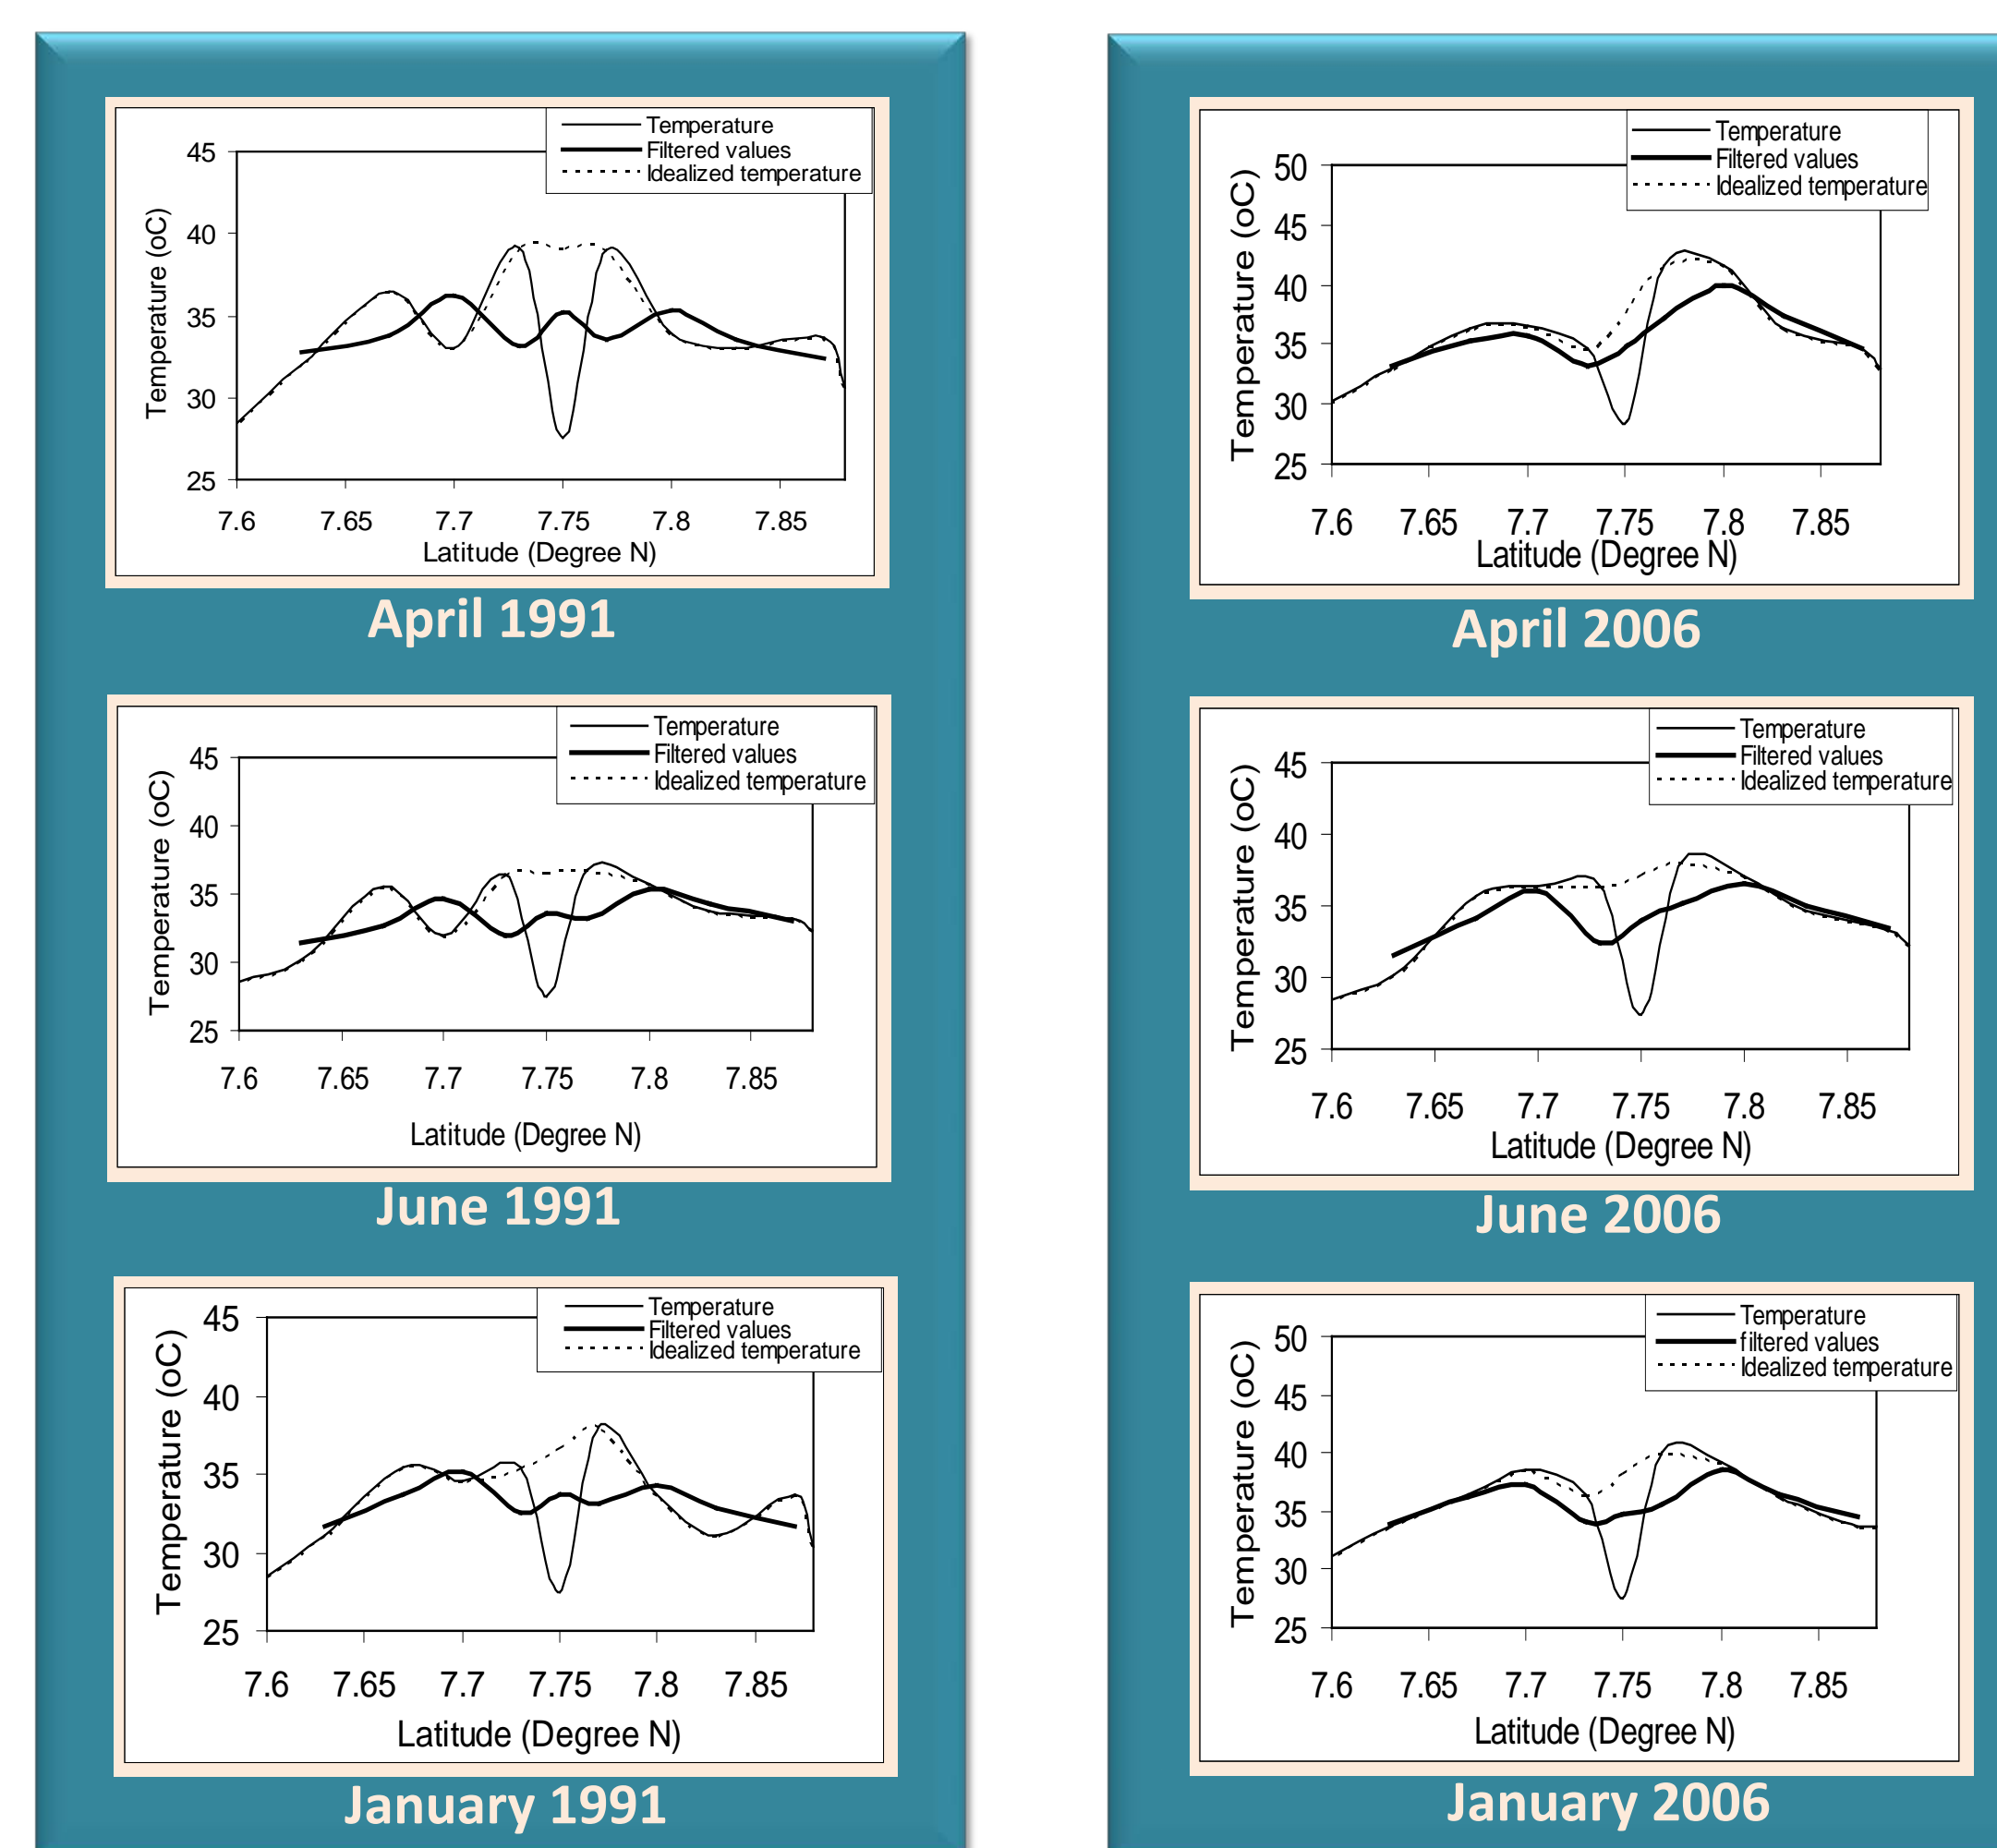 Temperature
Filtered values
Idealized temperature
45
40
35
30
25
Temperature (oC)
7.6 7.65 7.7 7.75 7.8 7.85
Latitude (Degree N)
April 1991
Temperature
Filtered values
Idealized temperature
45
40
35
30
25
Temperature (oC)
7.6 7.65 7.7 7.75 7.8 7.85
Latitude (Degree N)
June 1991
Temperature
Filtered values
Idealized temperature
45
40
35
30
25
Temperature (oC)
7.6 7.65 7.7 7.75 7.8 7.85
Latitude (Degree N)
January 1991
Temperature
Filtered values
Idealized temperature
50
45
40
35
30
25
Temperature (oC)
7.6 7.65 7.7 7.75 7.8 7.85
Latitude (Degree N)
April 2006
Temperature
Filtered values
Idealized temperature
45
40
35
30
25
Temperature (oC)
7.6 7.65 7.7 7.75 7.8 7.85
Latitude (Degree N)
June 2006
Temperature
filtered values
Idealized temperature
50
45
40
35
30
25
Temperature (oC)
7.6 7.65 7.7 7.75 7.8 7.85
Latitude (Degree N)
January 2006